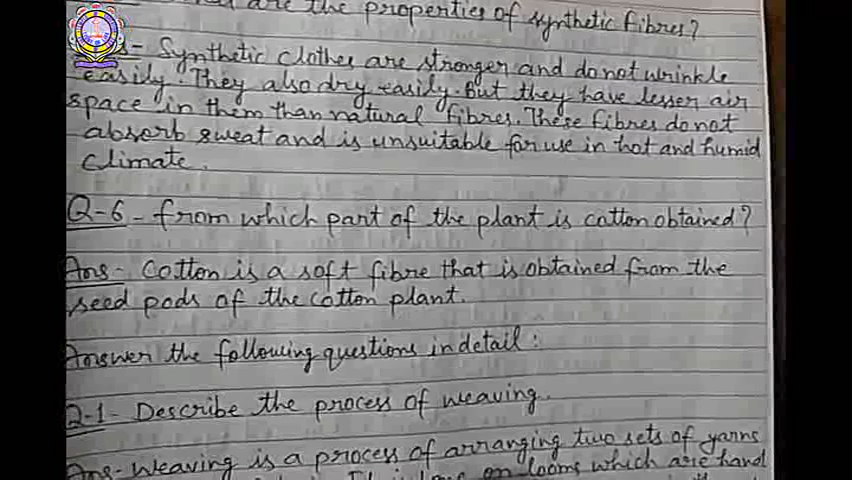 are the properties of synthetic fibres?
Synthetic clothes are stronger and do not wrinkle
easily. They also dry easily. But they have lesser air
space in them than natural fibres. These fibres do not
absorb sweat and is unsuitable for use in hot and humid
climate.
Q-6 - from which part of the plant is cotton obtained?
Ans - Cotton is a soft fibre that is obtained from the
seed pods of the cotton plant.
Answer the following questions in detail:
Q-1 - Describe the process of weaving.
Ans - Weaving is a process of arranging two sets of yarns
on looms which are hand